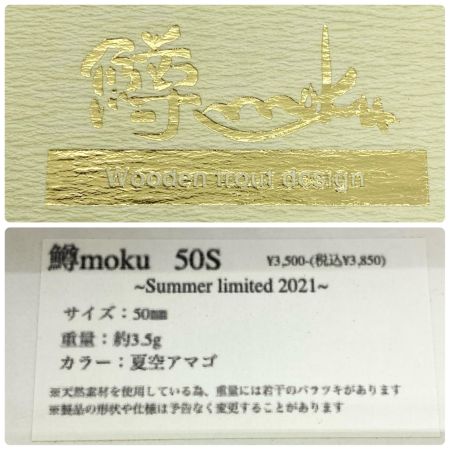 鱒moku
Wooden trout design
鱒moku 50S ¥3,500-(税込¥3,850)
~Summer limited 2021~
サイズ：50mm
重量：約3.5g
カラー：夏空アマゴ
※天然素材を使用している為、重量には若干のバラツキがあります
※製品の形状や仕様は予告なく変更することがあります